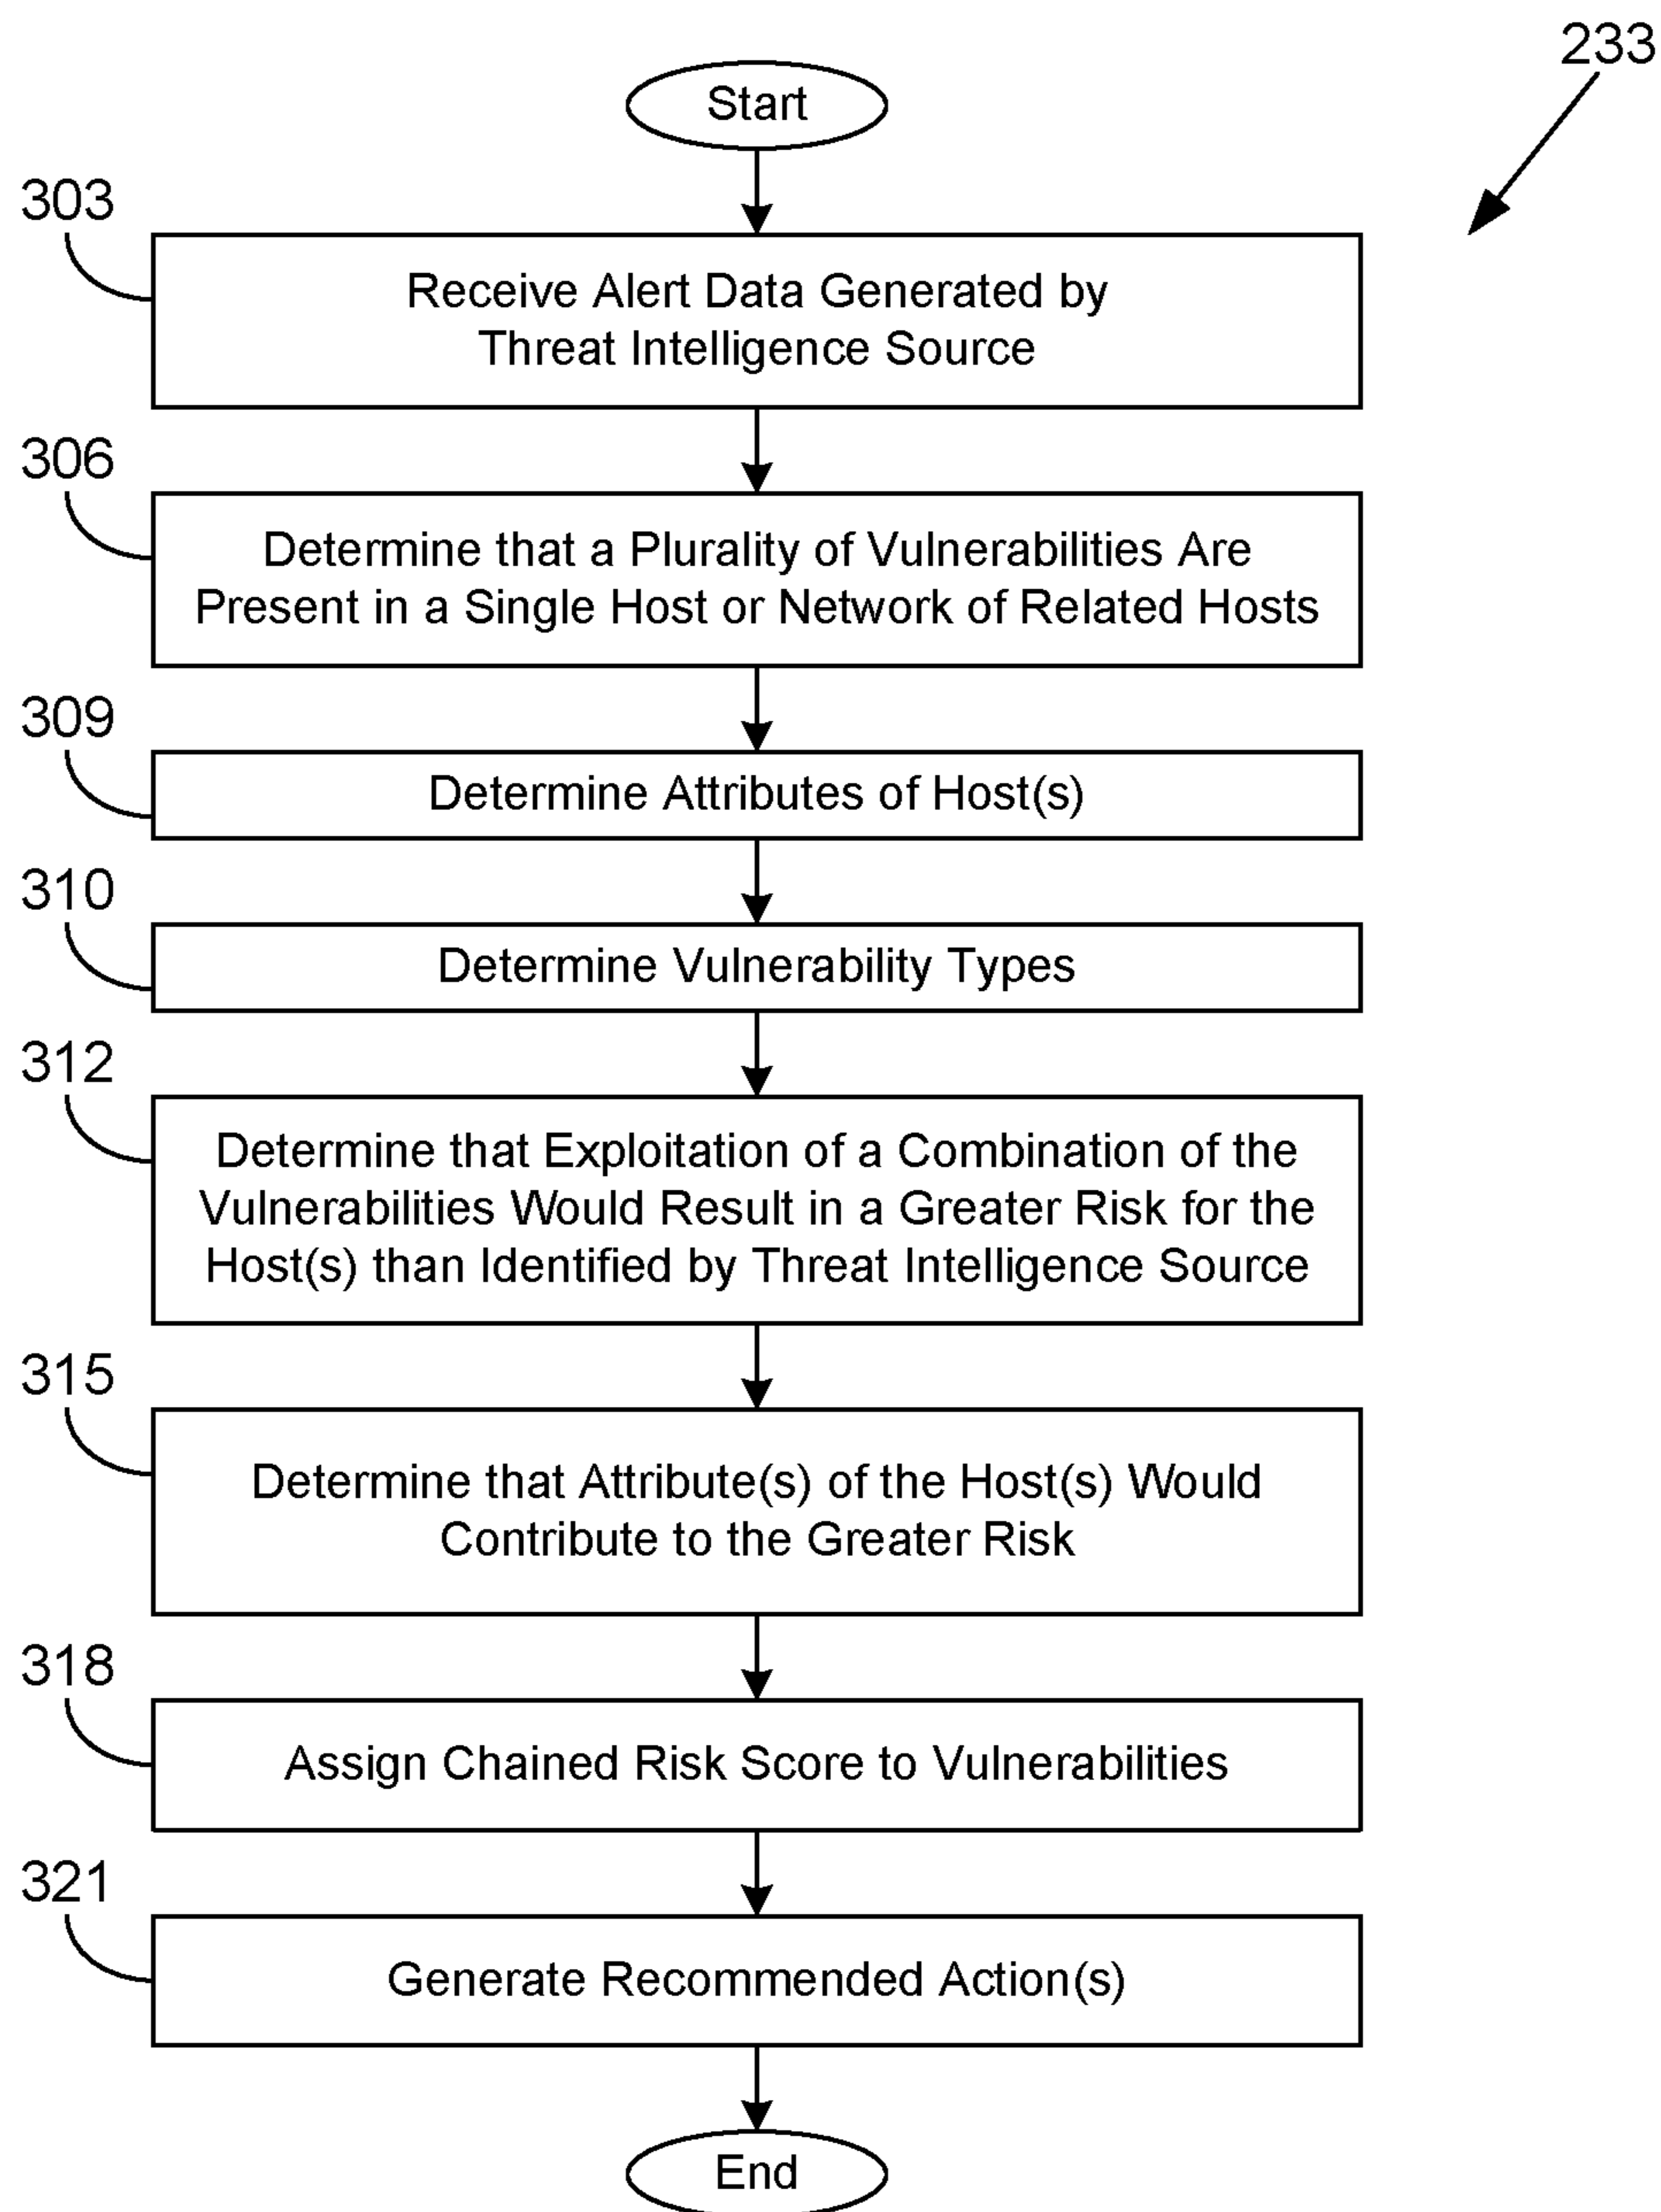 233
Start
303
Receive Alert Data Generated by
Threat Intelligence Source
306
Determine that a Plurality of Vulnerabilities Are
Present in a Single Host or Network of Related Hosts
309
Determine Attributes of Host(s)
310
Determine Vulnerability Types
312
Determine that Exploitation of a Combination of the
Vulnerabilities Would Result in a Greater Risk for the
Host(s) than Identified by Threat Intelligence Source
315
Determine that Attribute(s) of the Host(s) Would
Contribute to the Greater Risk
318
Assign Chained Risk Score to Vulnerabilities
321
Generate Recommended Action(s)
End